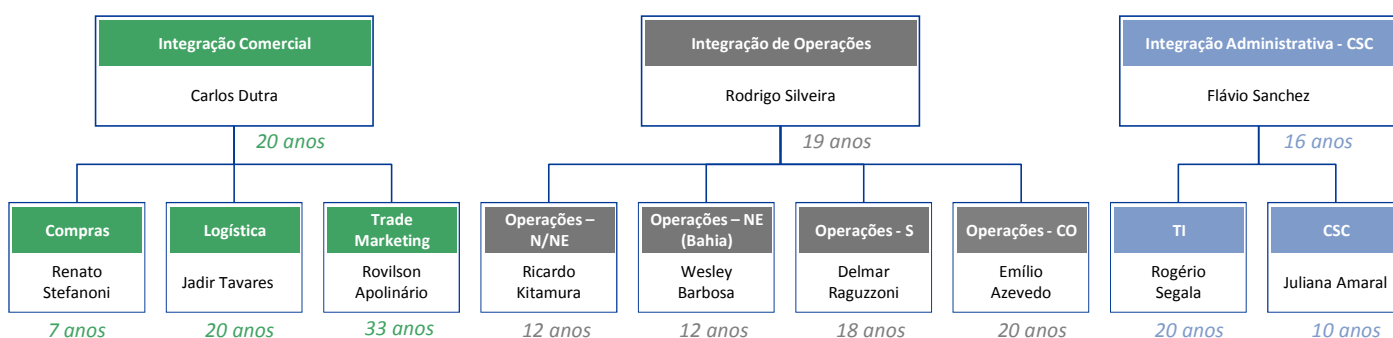 Integração Comercial
Carlos Dutra
20 anos
Integração de Operações
Rodrigo Silveira
19 anos
Integração Administrativa - CSC
Flávio Sanchez
16 anos
Compras
Renato
Stefanoni
7 anos
Logística
Jadir Tavares
20 anos
Trade
Marketing
Rovilson
Apolinário
33 anos
Operações –
N/NE
Ricardo
Kitamura
12 anos
Operações – NE
(Bahia)
Wesley
Barbosa
12 anos
Operações - S
Delmar
Raguzzoni
18 anos
Operações - CO
Emílio
Azevedo
20 anos
TI
Rogério
Segala
20 anos
CSC
Juliana Amaral
10 anos